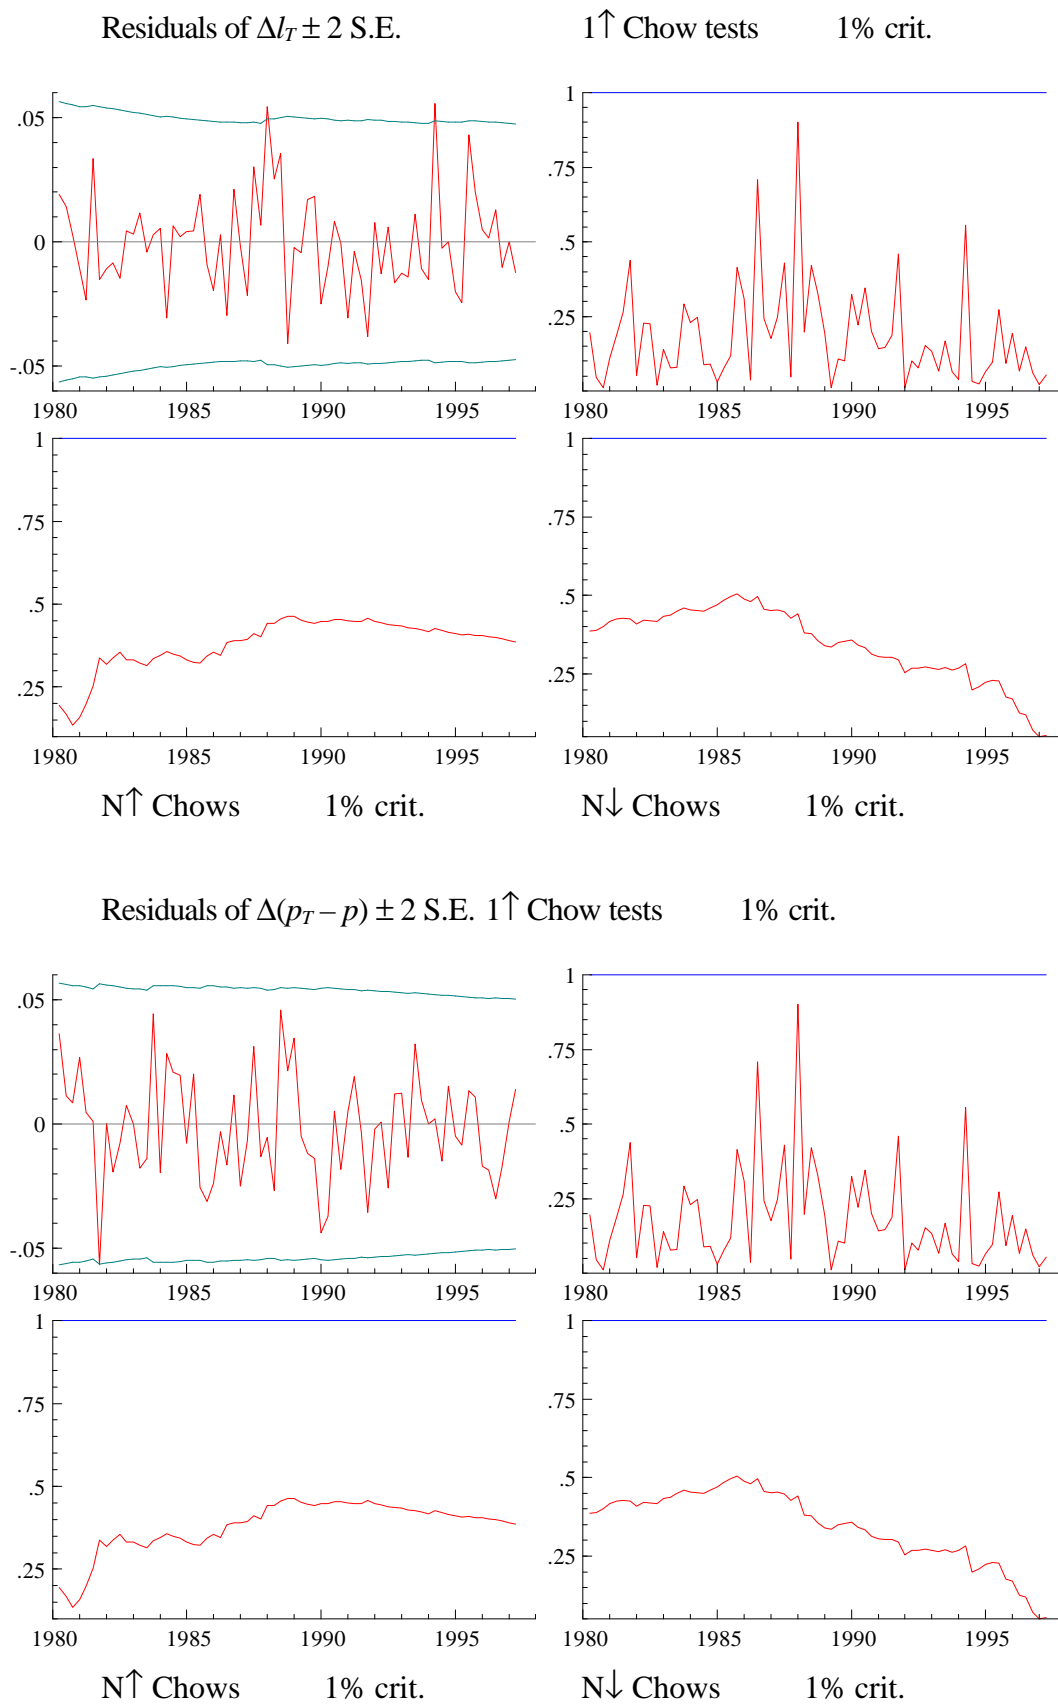 Residuals of Δl_T ± 2 S.E. 1↑ Chow tests 1% crit.
.05
0
-.05
1980 1985 1990 1995
1
.75
.5
.25
1980 1985 1990 1995
1
.75
.5
.25
1980 1985 1990 1995
1
.75
.5
.25
1980 1985 1990 1995
N↑ Chows 1% crit. N↓ Chows 1% crit.
Residuals of Δ(p_T – p) ± 2 S.E. 1↑ Chow tests 1% crit.
.05
0
-.05
1980 1985 1990 1995
1
.75
.5
.25
1980 1985 1990 1995
1
.75
.5
.25
1980 1985 1990 1995
1
.75
.5
.25
1980 1985 1990 1995
N↑ Chows 1% crit. N↓ Chows 1% crit.